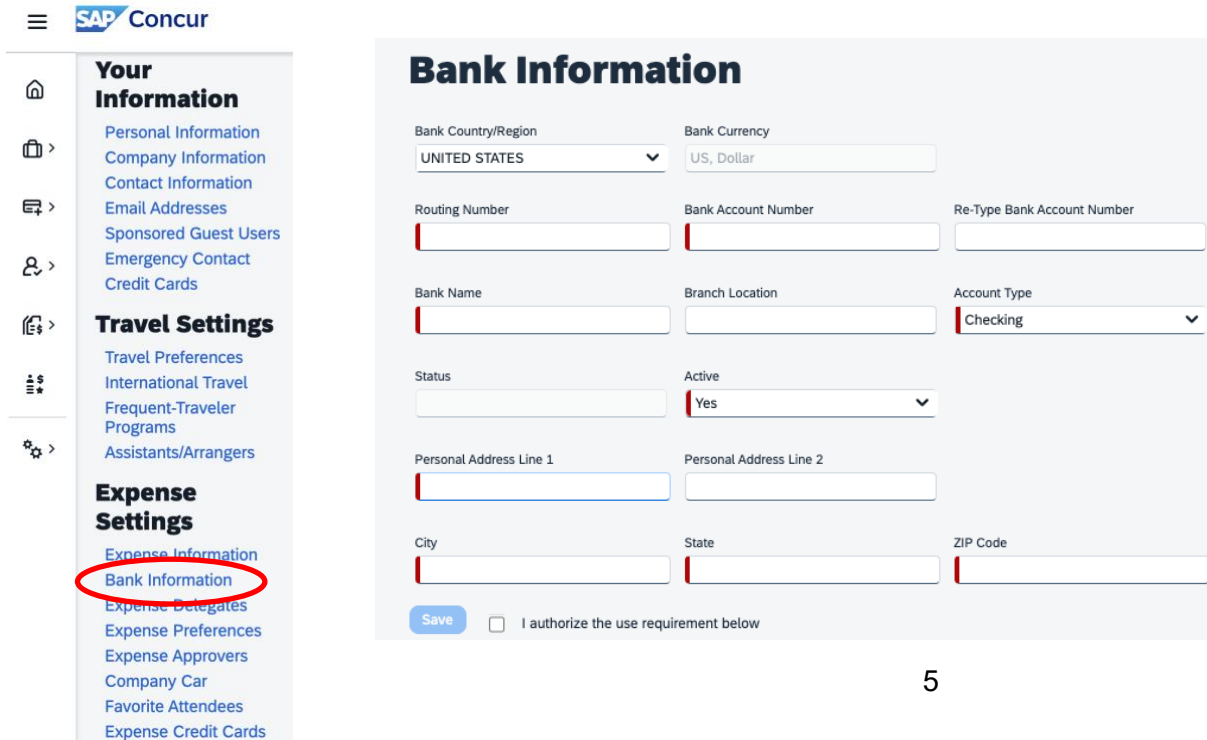 SAP Concur
Your
Information
Personal Information
Company Information
Contact Information
Email Addresses
Sponsored Guest Users
Emergency Contact
Credit Cards
Travel Settings
Travel Preferences
International Travel
Frequent-Traveler
Programs
Assistants/Arrangers
Expense
Settings
Expense Information
Bank Information
Expense Delegates
Expense Preferences
Expense Approvers
Company Car
Favorite Attendees
Expense Credit Cards
Bank Information
Bank Country/Region Bank Currency
UNITED STATES US, Dollar
Routing Number Bank Account Number Re-Type Bank Account Number
Bank Name Branch Location Account Type
Checking
Status Active
Yes
Personal Address Line 1 Personal Address Line 2
City State ZIP Code
Save I authorize the use requirement below
5